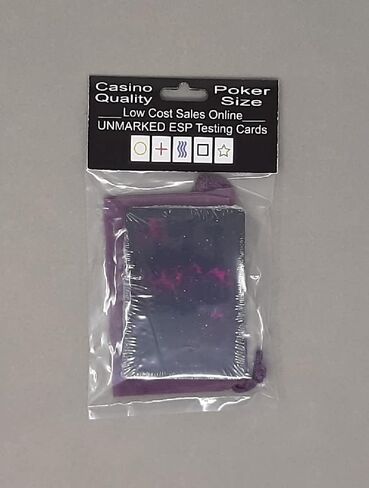 Casino Poker
Quality Size
Low Cost Sales Online
UNMARKED ESP Testing Cards